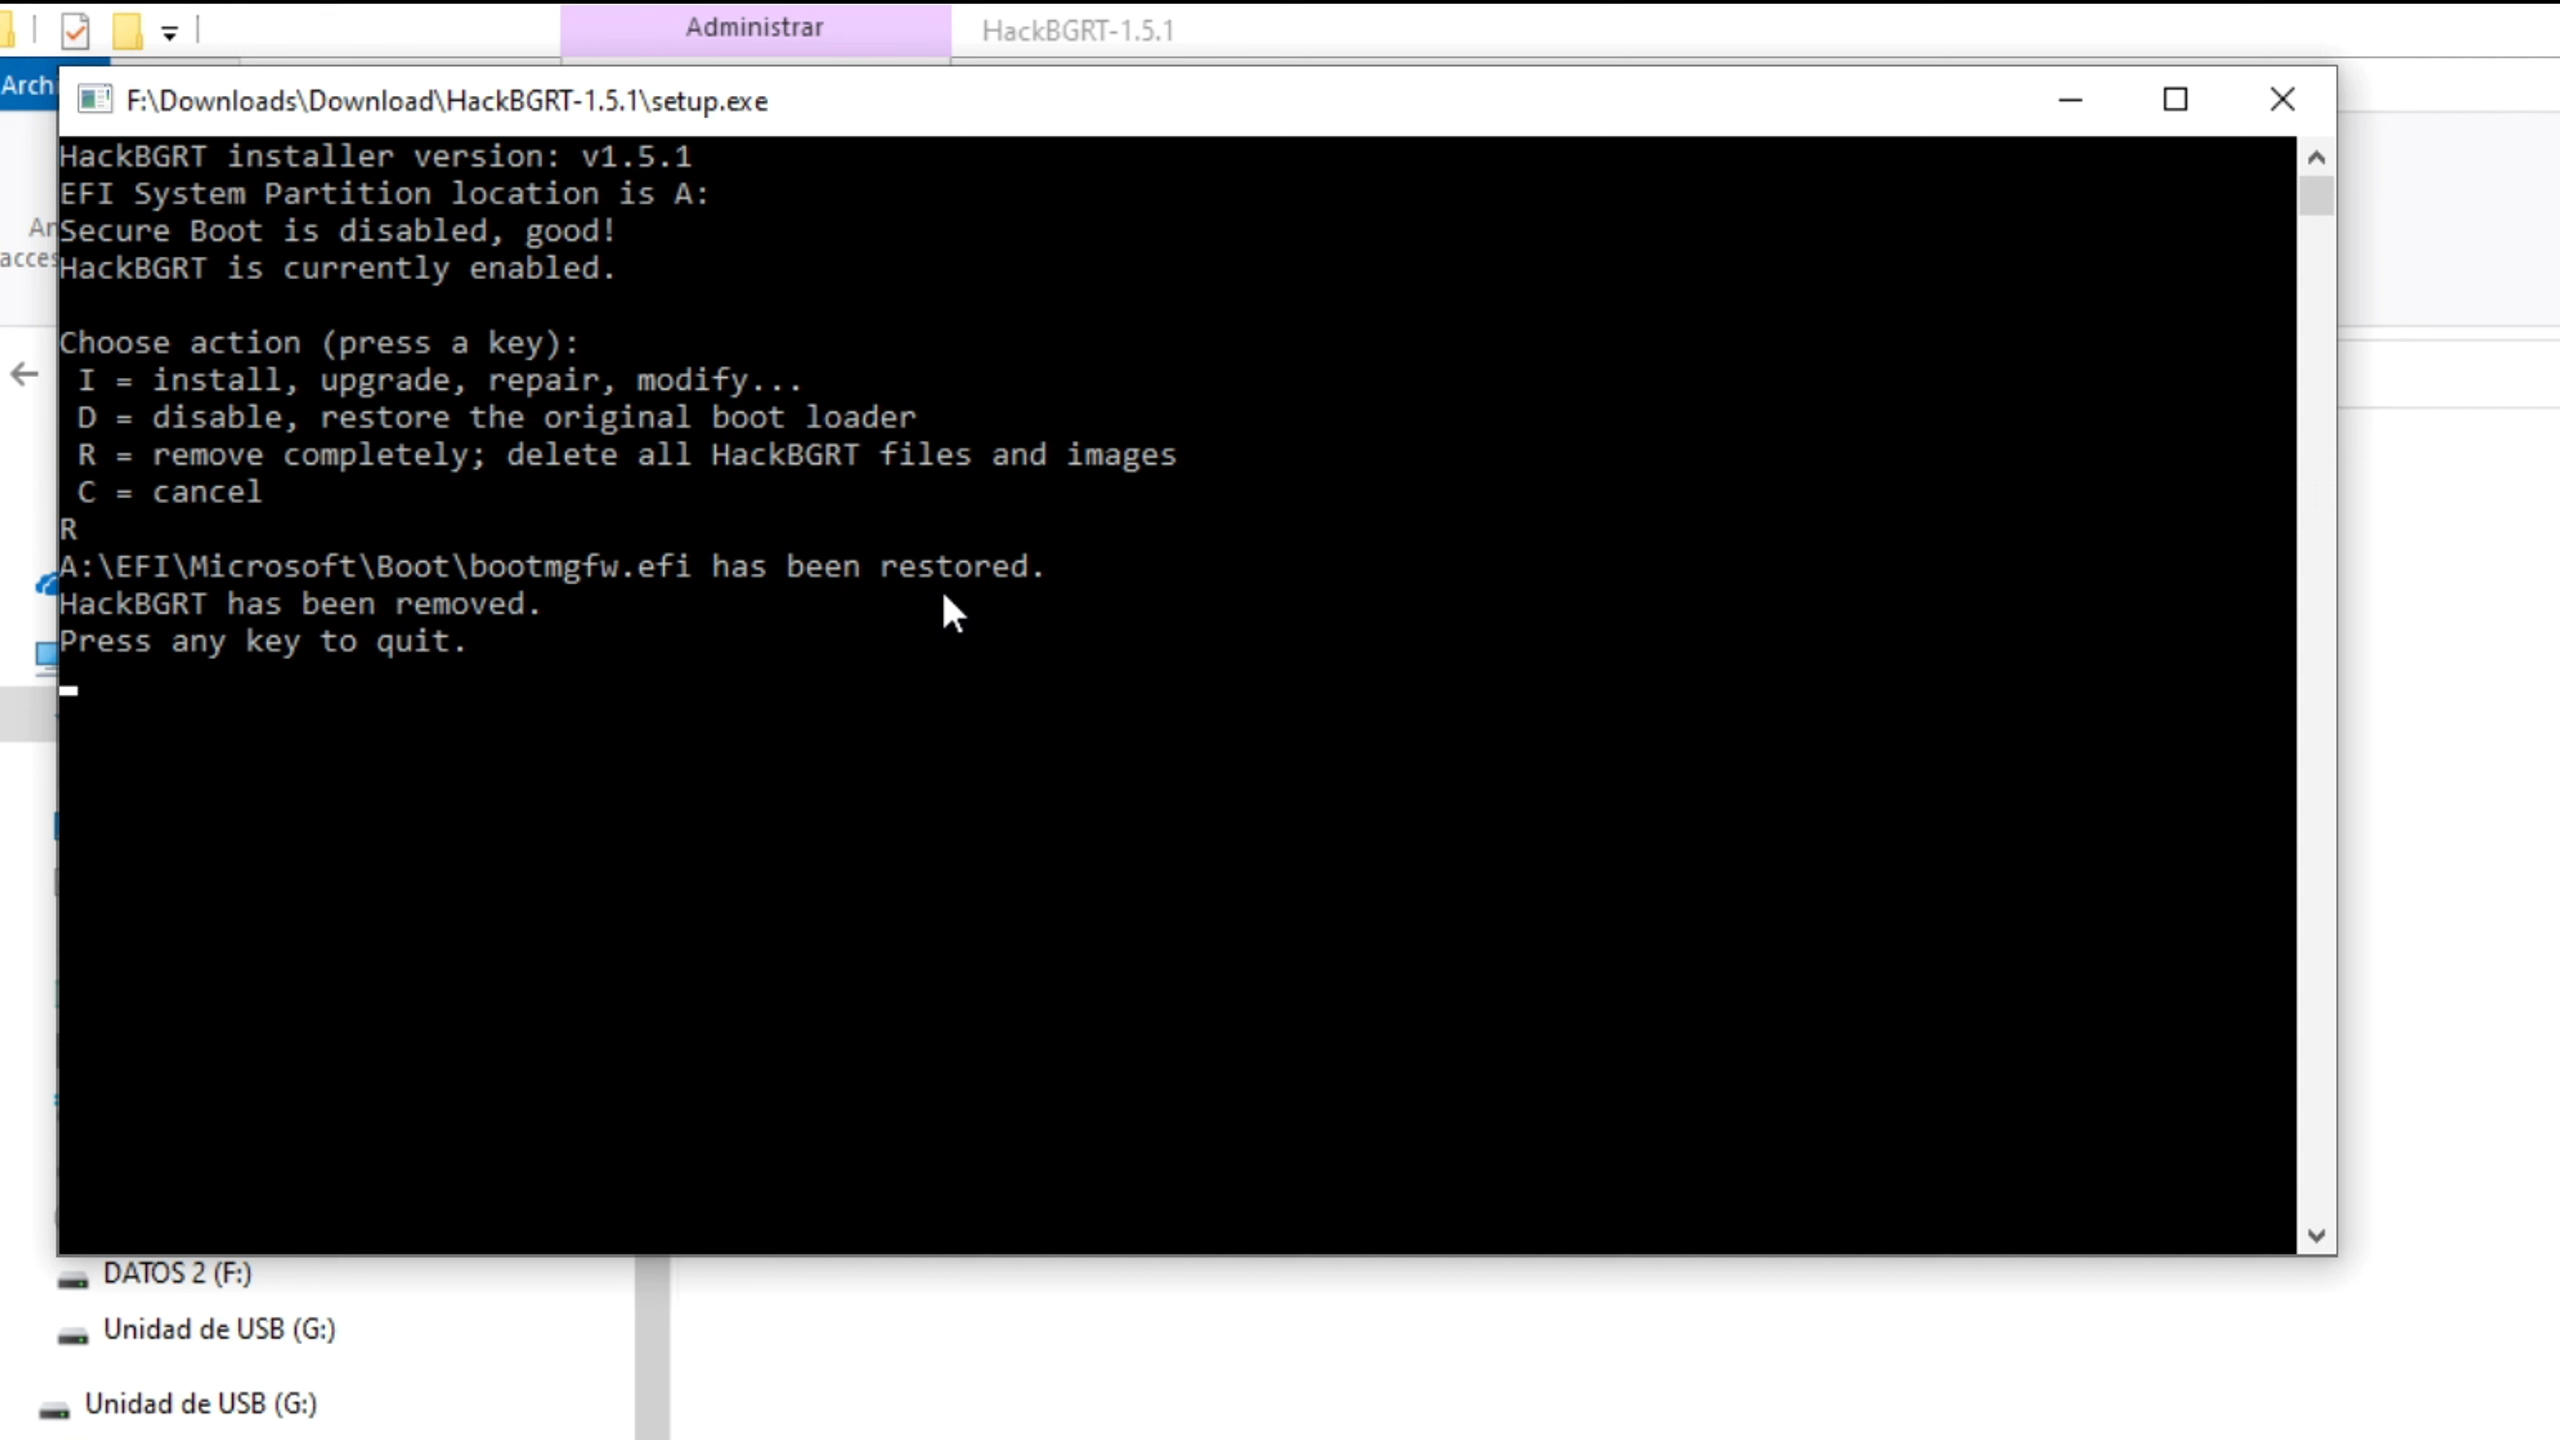 Administrar
HackBGRT-1.5.1
Archi
F:\Downloads\Download\HackBGRT-1.5.1\setup.exe
HackBGRT installer version: v1.5.1
EFI System Partition location is A:
An
Secure Boot is disabled, good!
acces
HackBGRT is currently enabled.
Choose action (press a key):
I = install, upgrade, repair, modify...
D = disable, restore the original boot loader
R = remove completely; delete all HackBGRT files and images
C = cancel
R
A:\EFI\Microsoft\Boot\bootmgfw.efi has been restored.
HackBGRT has been removed.
Press any key to quit.
DATOS 2 (F:)
Unidad de USB (G:)
Unidad de USB (G:)